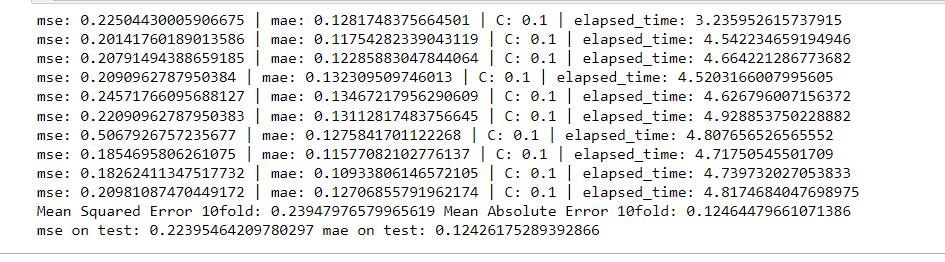 mse: 0.22504430005906675 | mae: 0.1281748375664501 | C: 0.1 | elapsed_time: 3.235952615737915
mse: 0.20141760189013586 | mae: 0.11754282339043119 | C: 0.1 | elapsed_time: 4.542234659194946
mse: 0.20791494388659185 | mae: 0.12285883047844064 | C: 0.1 | elapsed_time: 4.664221286773682
mse: 0.2090962787950384 | mae: 0.132309509746013 | C: 0.1 | elapsed_time: 4.5203166007995605
mse: 0.24571766095688127 | mae: 0.13467217956290609 | C: 0.1 | elapsed_time: 4.626796007156372
mse: 0.22090962787950383 | mae: 0.13112817483756645 | C: 0.1 | elapsed_time: 4.928853750228882
mse: 0.5067926757235677 | mae: 0.1275841701122268 | C: 0.1 | elapsed_time: 4.807656526565552
mse: 0.1854695806261075 | mae: 0.11577082102776137 | C: 0.1 | elapsed_time: 4.71750545501709
mse: 0.18262411347517732 | mae: 0.10933806146572105 | C: 0.1 | elapsed_time: 4.739732027053833
mse: 0.20981087470449172 | mae: 0.12706855791962174 | C: 0.1 | elapsed_time: 4.8174684047698975
Mean Squared Error 10fold: 0.23947976579965619 Mean Absolute Error 10fold: 0.12464479661071386
mse on test: 0.22395464209780297 mae on test: 0.12426175289392866